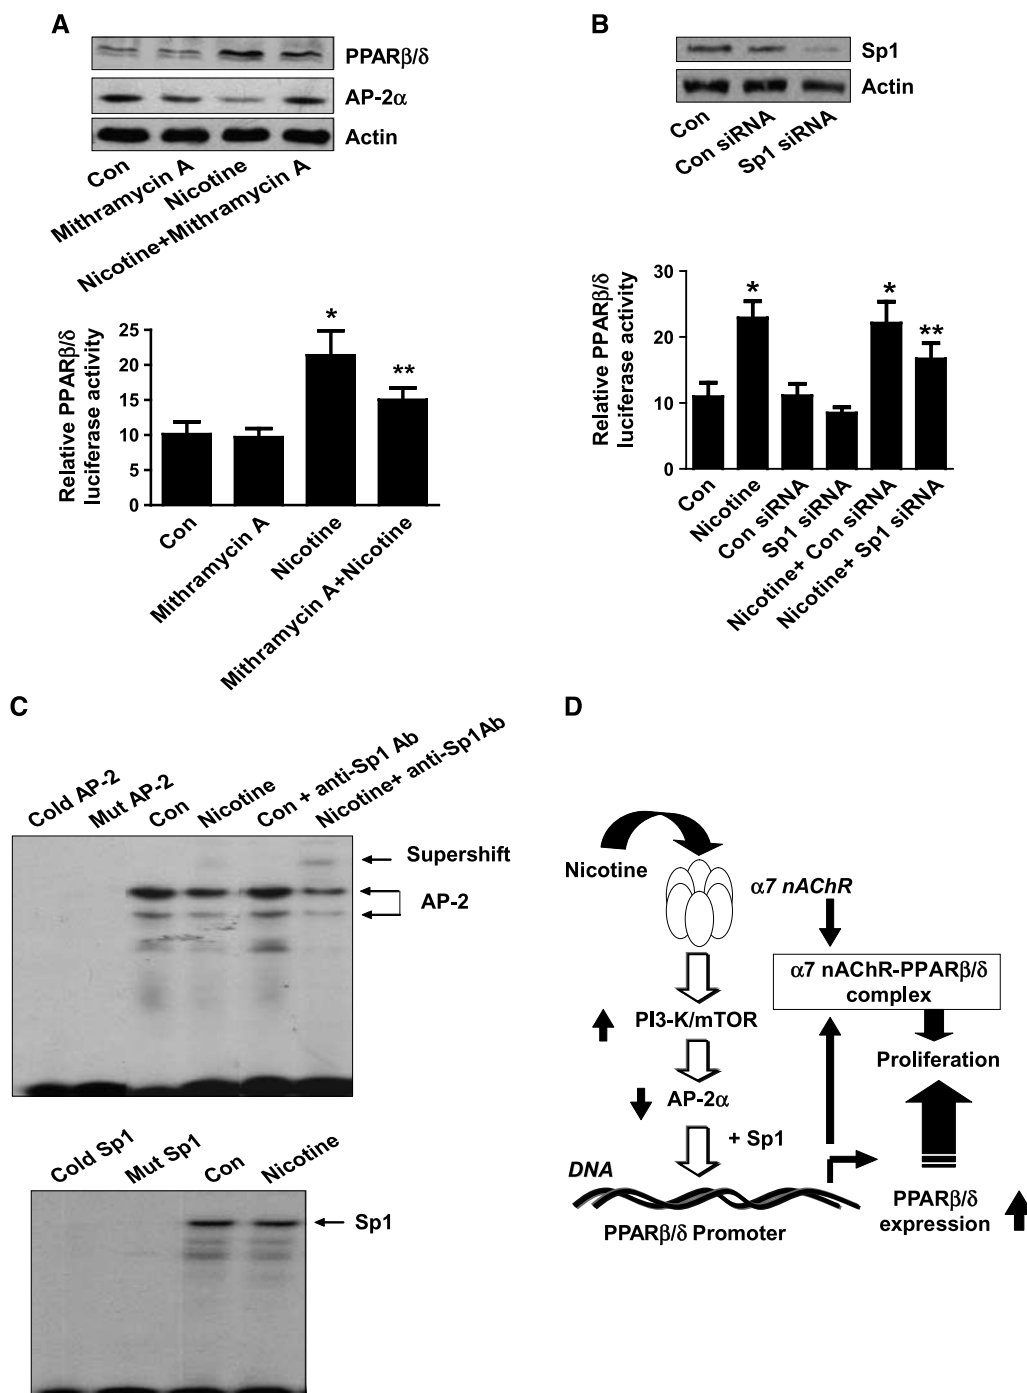 A
PPARβ/δ
AP-2α
Actin
Con
Mithramycin A
Nicotine
Nicotine+Mithramycin A
Relative PPARβ/δ
luciferase activity
25
20
15
10
5
0
*
**
Con
Mithramycin A
Nicotine
Mithramycin A+Nicotine
B
Sp1
Actin
Con
Con siRNA
Sp1 siRNA
Relative PPARβ/δ
luciferase activity
30
20
10
0
*
*
**
Con
Nicotine
Con siRNA
Sp1 siRNA
Nicotine+ Con siRNA
Nicotine+ Sp1 siRNA
C
Cold AP-2
Mut AP-2
Con
Nicotine
Con + anti-Sp1 Ab
Nicotine+ anti-Sp1Ab
Supershift
AP-2
Cold Sp1
Mut Sp1
Con
Nicotine
Sp1
D
Nicotine
α7 nAChR
α7 nAChR-PPARβ/δ
complex
PI3-K/mTOR
Proliferation
AP-2α
+ Sp1
DNA
PPARβ/δ Promoter
PPARβ/δ
expression